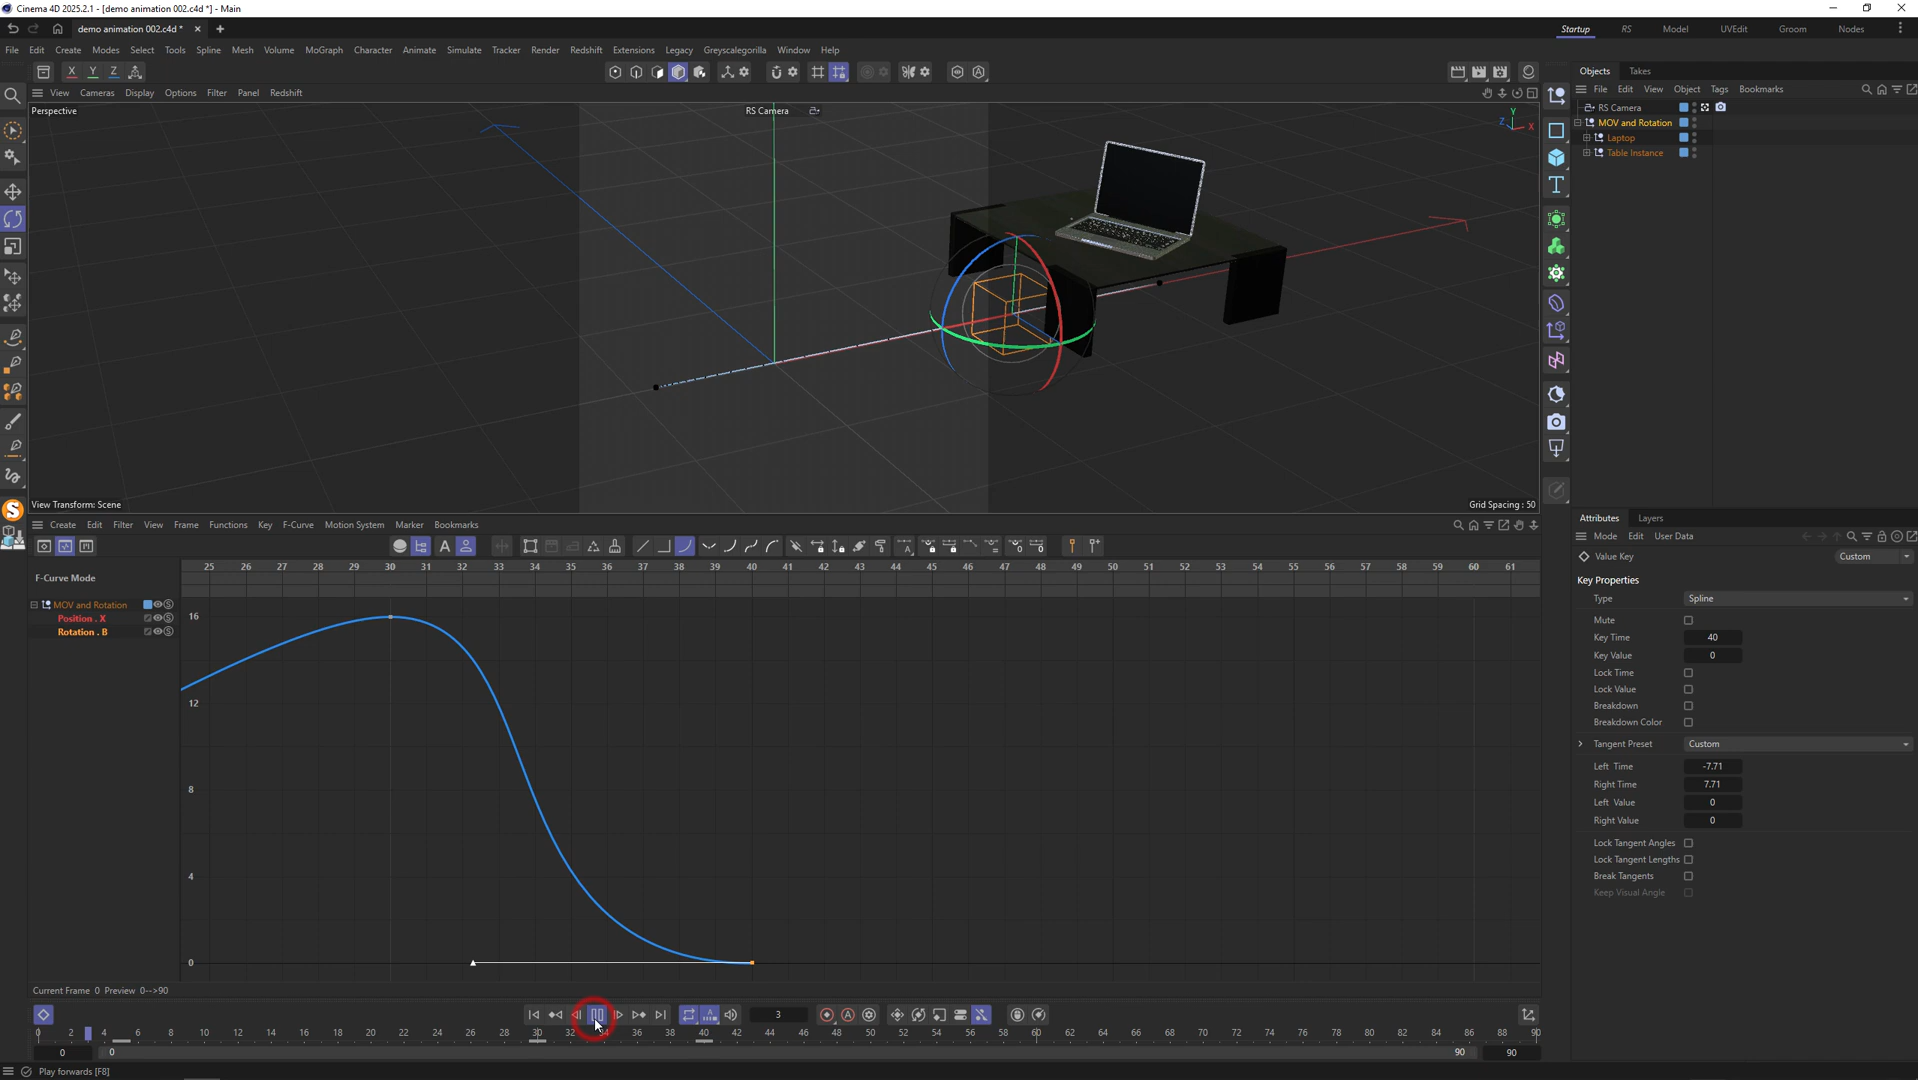 Cinema 4D 2025.2.1 - [demo animation 002.c4d *] - Main
demo animation 002.c4d *
Startup RS Model UVEdit Groom Nodes
File Edit Create Modes Select Tools Spline Mesh Volume MoGraph Character Animate Simulate Tracker Render Redshift Extensions Legacy Greyscalegorilla Window Help
X Y Z
Objects Takes
View Cameras Display Options Filter Panel Redshift
File Edit View Object Tags Bookmarks
Perspective
RS Camera
Y
Z X
RS Camera
MOV and Rotation
Laptop
Table Instance
View Transform: Scene
Grid Spacing : 50
Create Edit Filter View Frame Functions Key F-Curve Motion System Marker Bookmarks
Attributes Layers
Mode Edit User Data
Value Key
Custom
F-Curve Mode
25 26 27 28 29 30 31 32 33 34 35 36 37 38 39 40 41 42 43 44 45 46 47 48 49 50 51 52 53 54 55 56 57 58 59 60 61
MOV and Rotation
Position . X
Rotation . B
16
12
8
4
0
Key Properties
Type Spline
Mute
Key Time 40
Key Value 0
Lock Time
Lock Value
Breakdown
Breakdown Color
Tangent Preset Custom
Left Time -7.71
Right Time 7.71
Left Value 0
Right Value 0
Lock Tangent Angles
Lock Tangent Lengths
Break Tangents
Keep Visual Angle
Current Frame 0 Preview 0-->90
3
0 2 4 6 8 10 12 14 16 18 20 22 24 26 28 30 32 34 36 38 40 42 44 46 48 50 52 54 56 58 60 62 64 66 68 70 72 74 76 78 80 82 84 86 88 90
0 0 90 90
Play forwards [F8]